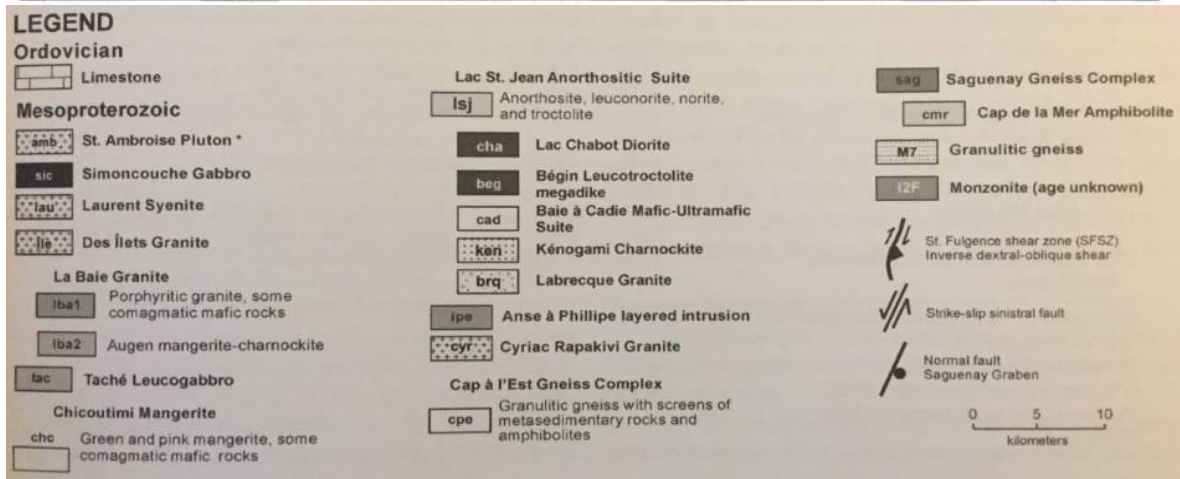 LEGEND
Ordovician
Limestone
Mesoproterozoic
amb St. Ambroise Pluton *
sic Simoncouche Gabbro
lau Laurent Syenite
ile Des Îlets Granite
La Baie Granite
lba1 Porphyritic granite, some
comagmatic mafic rocks
lba2 Augen mangerite-charnockite
tac Taché Leucogabbro
Chicoutimi Mangerite
chc Green and pink mangerite, some
comagmatic mafic rocks
Lac St. Jean Anorthositic Suite
lsj Anorthosite, leuconorite, norite,
and troctolite
cha Lac Chabot Diorite
beg Bégin Leucotroctolite
megadike
cad Baie à Cadie Mafic-Ultramafic
Suite
ken Kénogami Charnockite
brq Labrecque Granite
ipe Anse à Phillipe layered intrusion
cyr Cyriac Rapakivi Granite
Cap à l'Est Gneiss Complex
cpe Granulitic gneiss with screens of
metasedimentary rocks and
amphibolites
sag Saguenay Gneiss Complex
cmr Cap de la Mer Amphibolite
M7 Granulitic gneiss
I2F Monzonite (age unknown)
St. Fulgence shear zone (SFSZ)
Inverse dextral-oblique shear
Strike-slip sinistral fault
Normal fault
Saguenay Graben
0 5 10
kilometers